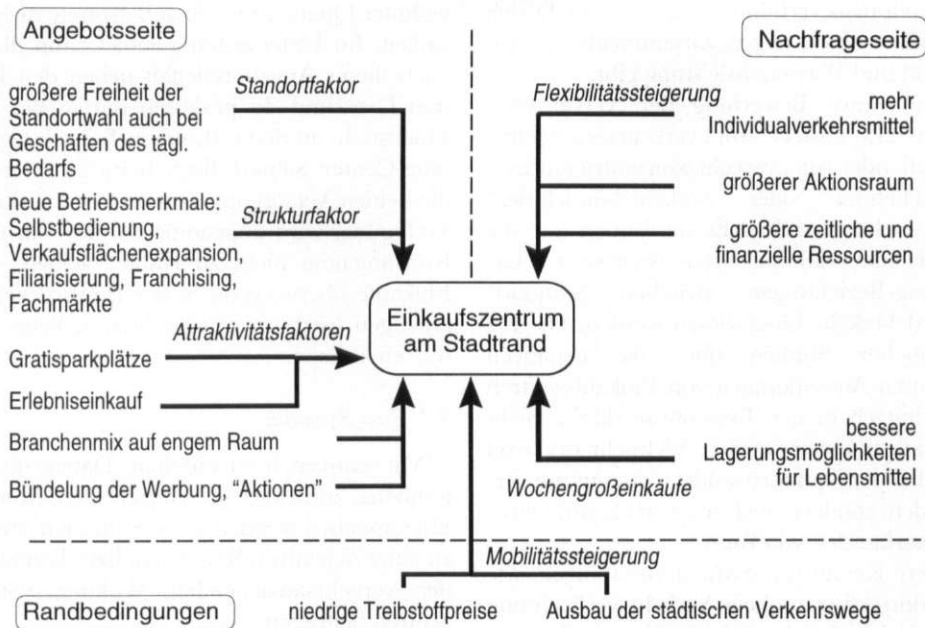 Angebotsseite
Nachfrageseite
größere Freiheit der
Standortwahl auch bei
Geschäften des tägl.
Bedarfs
Standortfaktor
neue Betriebsmerkmale:
Selbstbedienung,
Verkaufsflächenexpansion,
Filiarisierung, Franchising,
Fachmärkte
Strukturfaktor
Attraktivitätsfaktoren
Gratisparkplätze
Erlebniseinkauf
Branchenmix auf engem Raum
Bündelung der Werbung, "Aktionen"
Einkaufszentrum
am Stadtrand
Flexibilitätssteigerung
mehr
Individualverkehrsmittel
größerer Aktionsraum
größere zeitliche und
finanzielle Ressourcen
bessere
Lagerungsmöglichkeiten
für Lebensmittel
Wochengroßeinkäufe
Mobilitätssteigerung
Randbedingungen
niedrige Treibstoffpreise
Ausbau der städtischen Verkehrswege